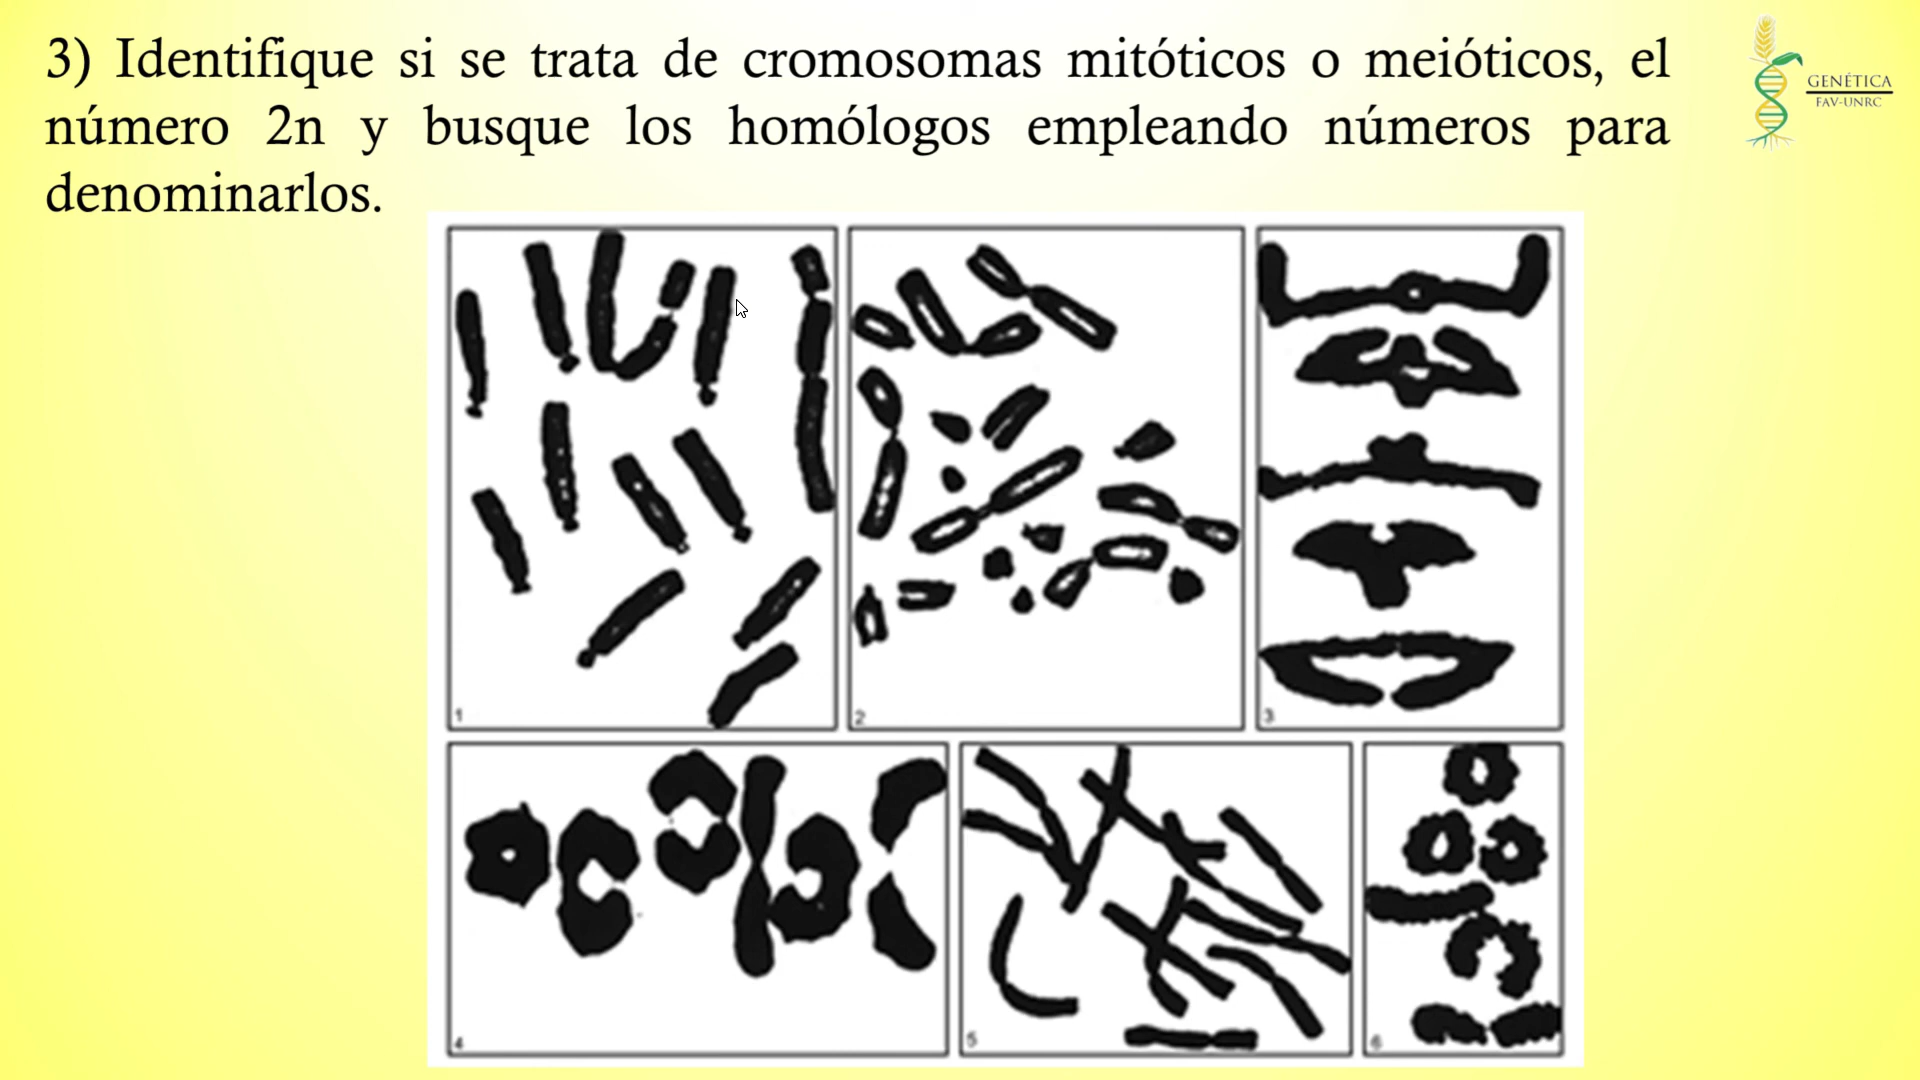 3) Identifique si se trata de cromosomas mitóticos o meióticos, el
número 2n y busque los homólogos empleando números para
denominarlos.
GENÉTICA
FAV-UNRC
1
2
3
4
5
6